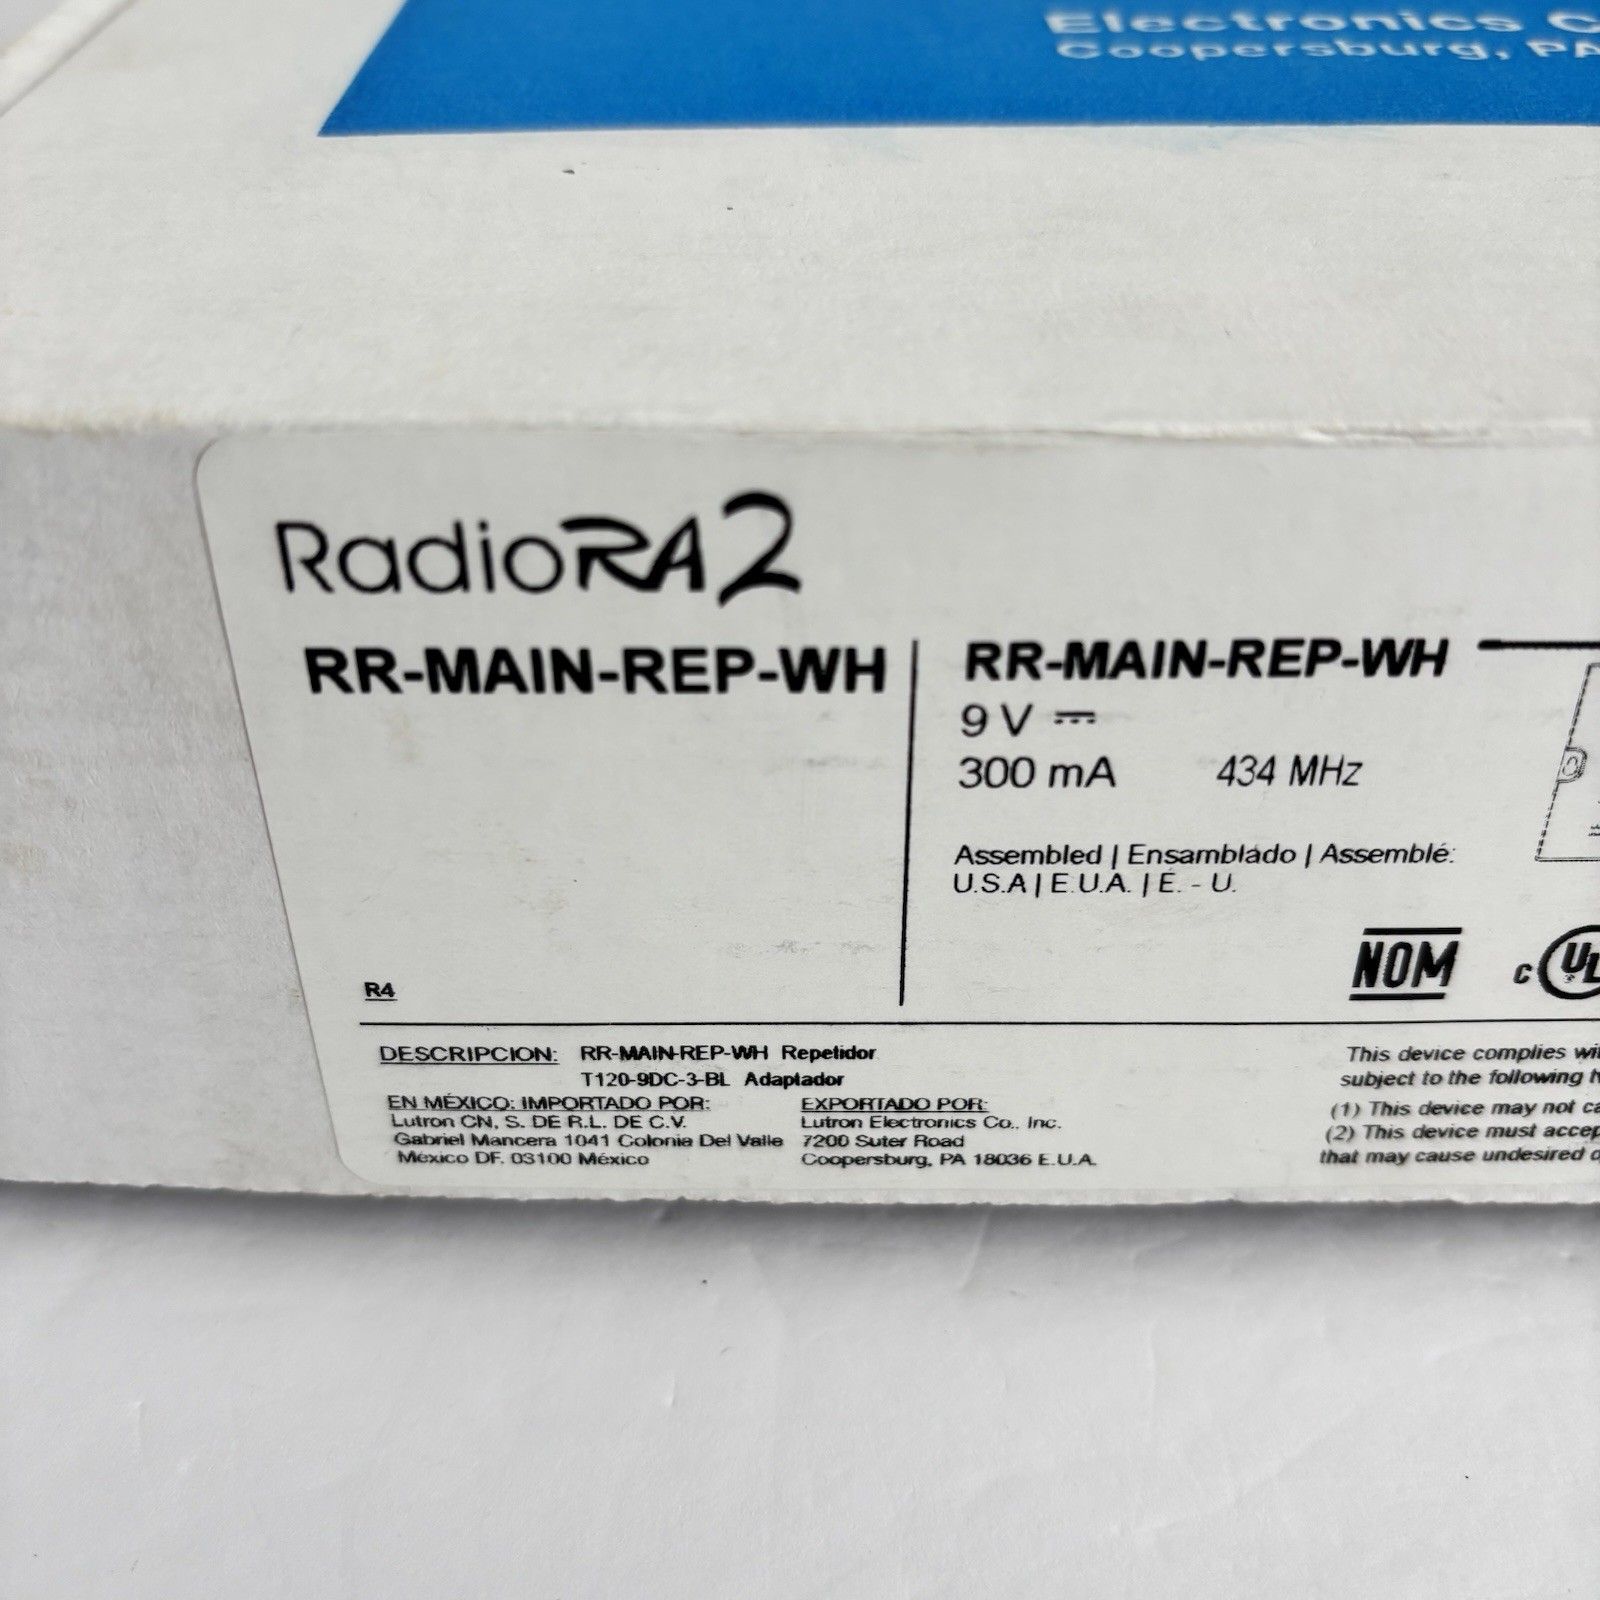 Electronics C
Coopersburg, PA
RadioRA2
RR-MAIN-REP-WH
RR-MAIN-REP-WH
9 V
300 mA 434 MHz
Assembled | Ensamblado | Assemblé:
U.S.A | E.U.A. | É. - U.
NOM
c UL
R4
DESCRIPCION: RR-MAIN-REP-WH Repetidor
T120-9DC-3-BL Adaptador
EN MÉXICO: IMPORTADO POR:
Lutron CN, S. DE R.L. DE C.V.
Gabriel Mancera 1041 Colonia Del Valle
México DF. 03100 México
EXPORTADO POR:
Lutron Electronics Co., Inc.
7200 Suter Road
Coopersburg, PA 18036 E.U.A.
This device complies wi
subject to the following
(1) This device may not ca
(2) This device must accep
that may cause undesired